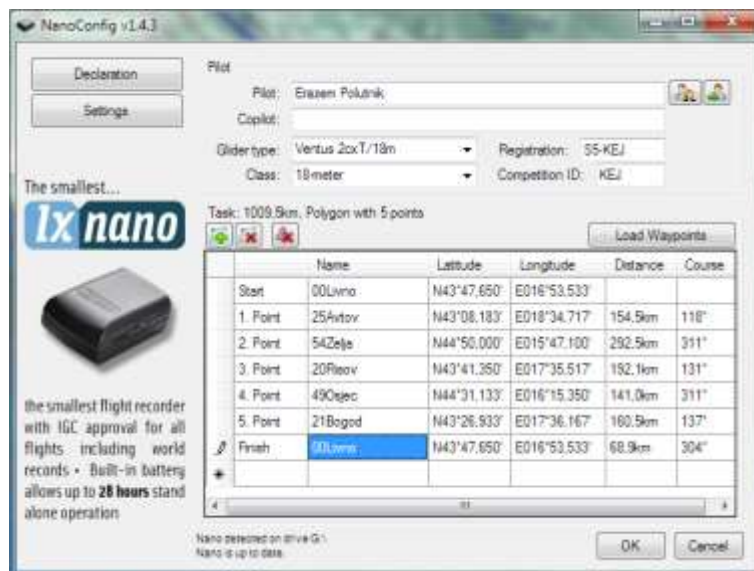 NanoConfig v1.4.3
Declaration
Settings
Pilot
Pilot: Erazem Polutnik
Copilot:
Glider type: Ventus 2cxT/18m Registration: S5-KEJ
Class: 18-meter Competition ID: KEJ
The smallest...
lx nano
the smallest flight recorder
with IGC approval for all
flights including world
records • Built-in battery
allows up to 28 hours stand
alone operation
Task: 1009.5km, Polygon with 5 points
Load Waypoints
Name Latitude Longitude Distance Course
Start 00Livno N43°47,650' E016°53,533'
1. Point 25Avtov N43°08,183' E018°34,717' 154,5km 118°
2. Point 54Zelja N44°50,000' E015°47,100' 292,5km 311°
3. Point 20Risov N43°41,350' E017°35,517' 192,1km 131°
4. Point 49Osjec N44°31,133' E016°15,350' 141,0km 311°
5. Point 21Bogod N43°26,933' E017°36,167' 160,5km 137°
Finish 00Livno N43°47,650' E016°53,533' 68,9km 304°
Nano detected on drive G:\
Nano is up to date.
OK
Cancel